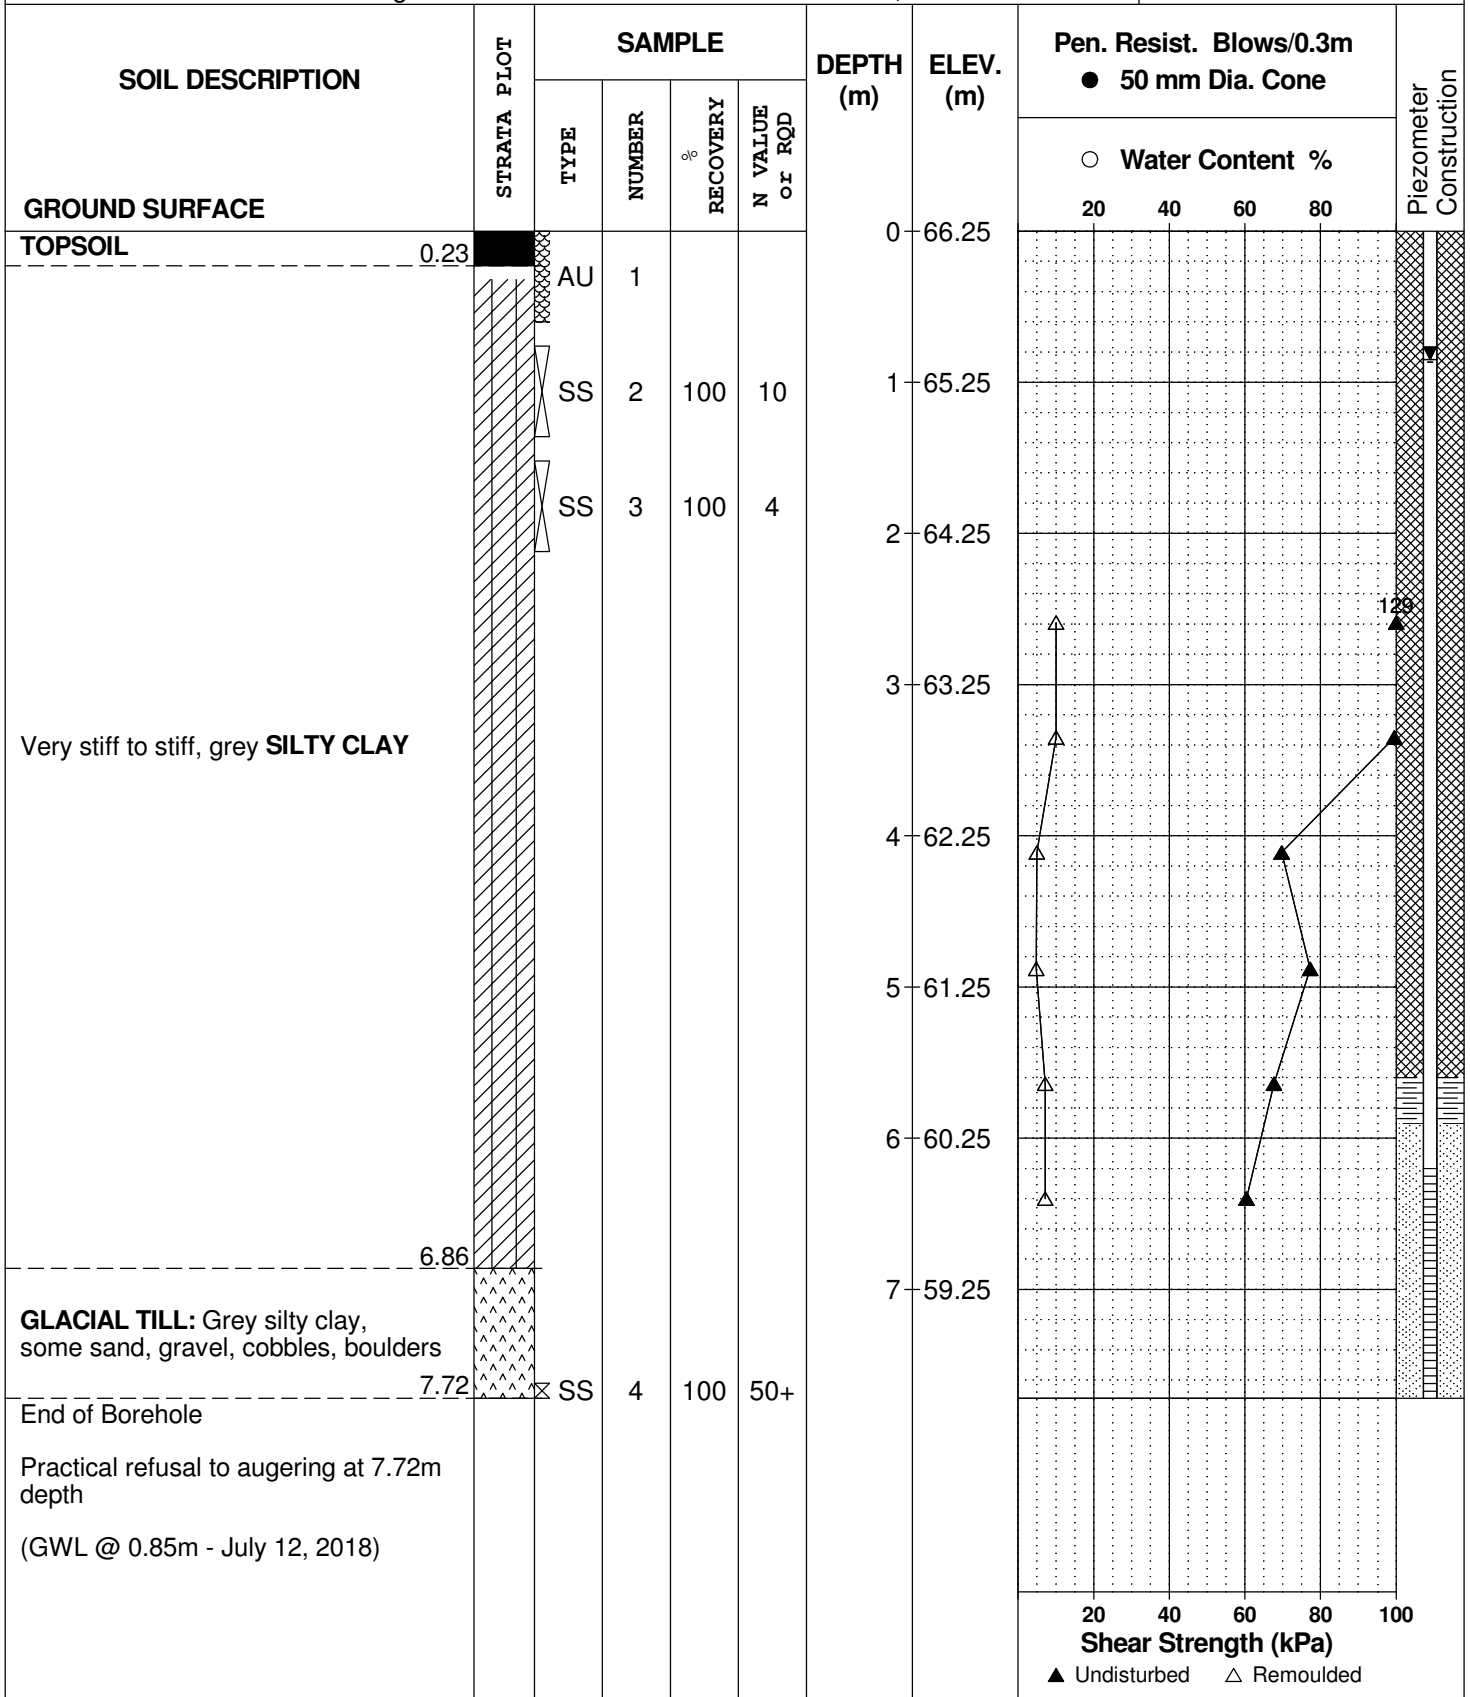 SOIL DESCRIPTION
GROUND SURFACE
STRATA PLOT
SAMPLE
TYPE
NUMBER
% RECOVERY
N VALUE
or RQD
DEPTH
(m)
ELEV.
(m)
Pen. Resist. Blows/0.3m
● 50 mm Dia. Cone
○ Water Content %
20 40 60 80
Piezometer
Construction
TOPSOIL
0.23
AU 1
SS 2 100 10
SS 3 100 4
0 66.25
1 65.25
2 64.25
129
3 63.25
Very stiff to stiff, grey SILTY CLAY
4 62.25
5 61.25
6 60.25
6.86
7 59.25
GLACIAL TILL: Grey silty clay,
some sand, gravel, cobbles, boulders
7.72
SS 4 100 50+
End of Borehole
Practical refusal to augering at 7.72m
depth
(GWL @ 0.85m - July 12, 2018)
20 40 60 80 100
Shear Strength (kPa)
▲ Undisturbed △ Remoulded